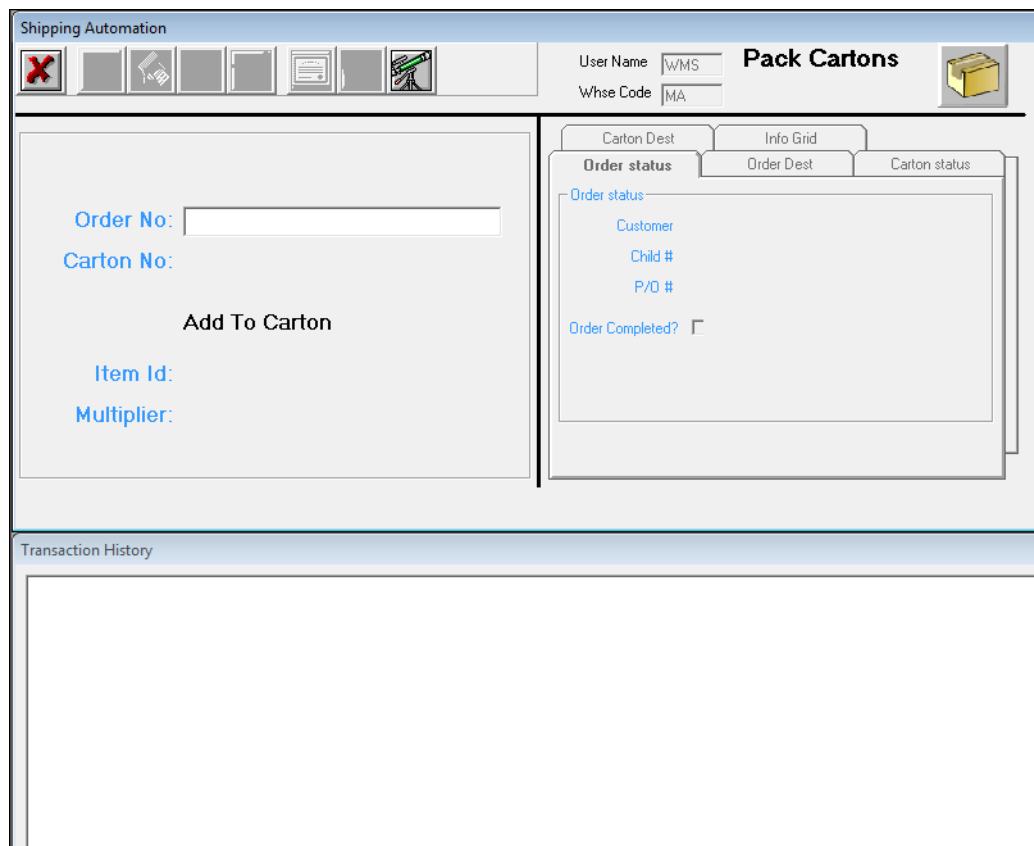 Shipping Automation
User Name WMS
Whse Code MA
Pack Cartons
Order No:
Carton No:
Add To Carton
Item Id:
Multiplier:
Carton Dest Info Grid
Order status Order Dest Carton status
Order status
Customer
Child #
P/O #
Order Completed?
Transaction History